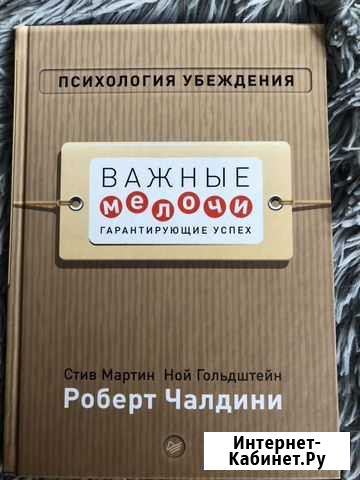 ПСИХОЛОГИЯ УБЕЖДЕНИЯ
ВАЖНЫЕ
мелочи
ГАРАНТИРУЮЩИЕ УСПЕХ
Стив Мартин Ной Гольдштейн
Роберт Чалдини
Интернет-
Кабинет.Ру